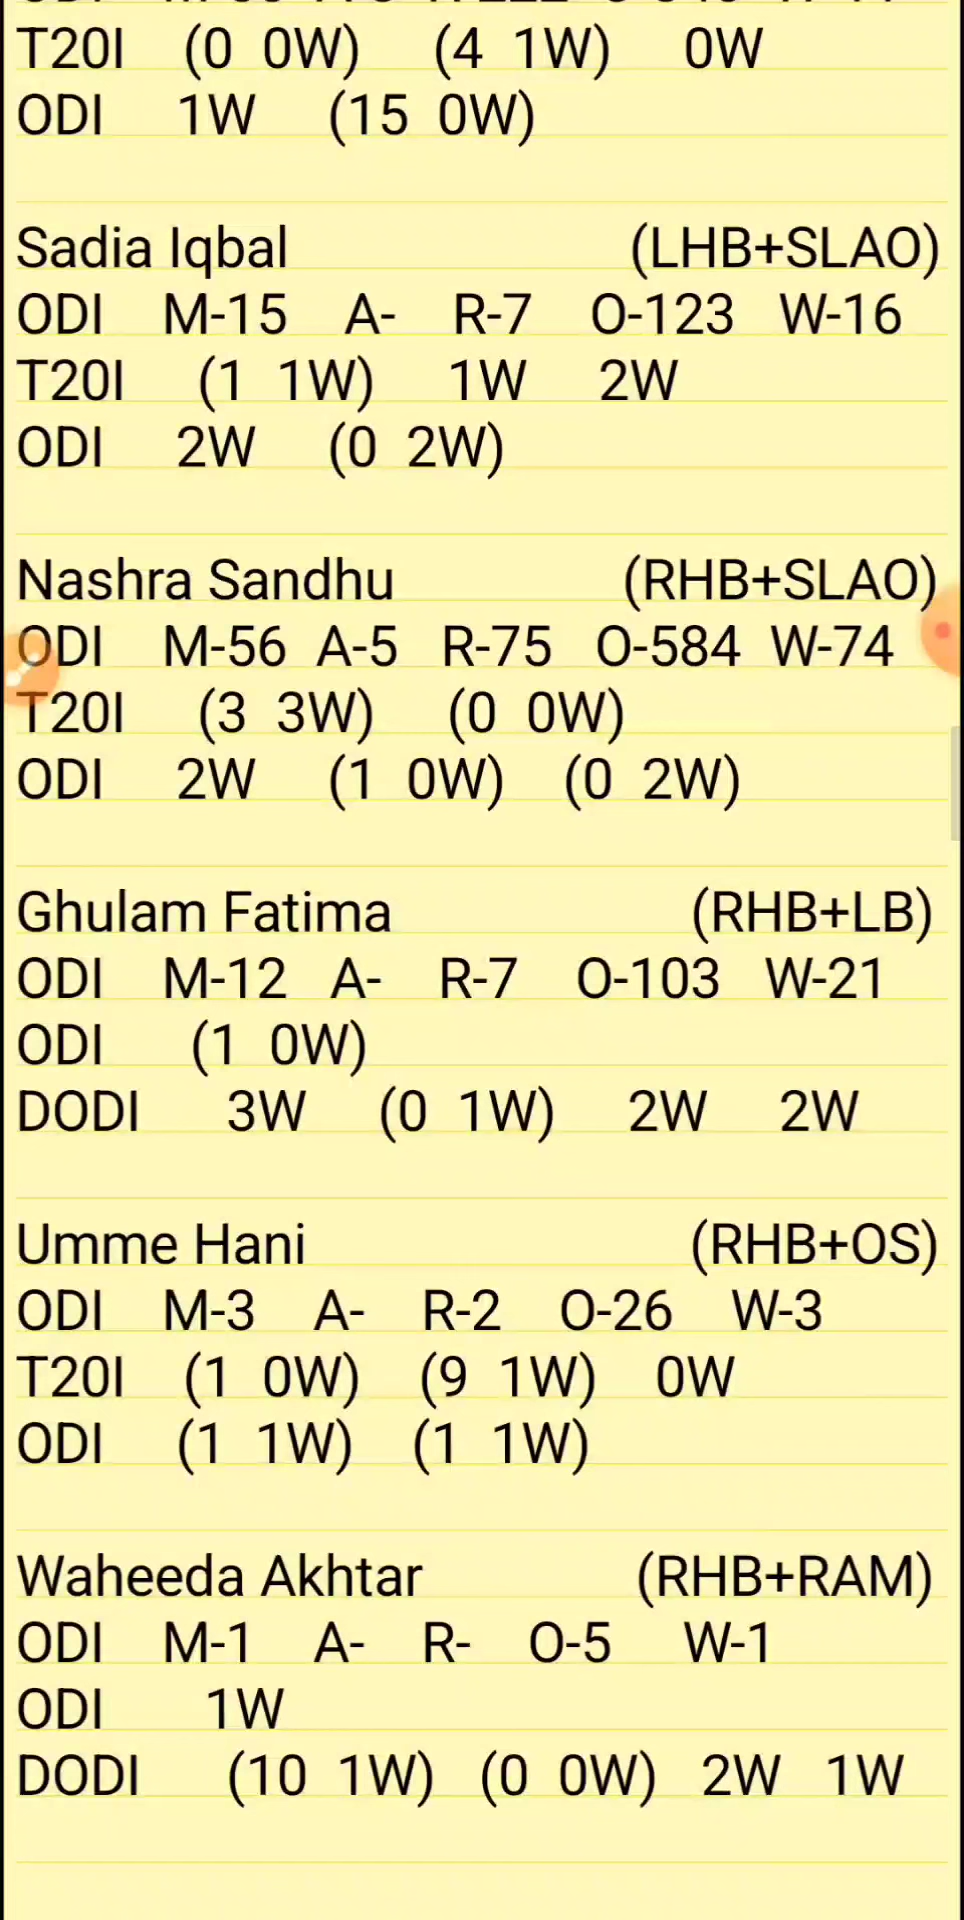 T20I (0 0W) (4 1W) 0W
ODI 1W (15 0W)
Sadia Iqbal (LHB+SLAO)
ODI M-15 A- R-7 O-123 W-16
T20I (1 1W) 1W 2W
ODI 2W (0 2W)
Nashra Sandhu (RHB+SLAO)
ODI M-56 A-5 R-75 O-584 W-74
T20I (3 3W) (0 0W)
ODI 2W (1 0W) (0 2W)
Ghulam Fatima (RHB+LB)
ODI M-12 A- R-7 O-103 W-21
ODI (1 0W)
DODI 3W (0 1W) 2W 2W
Umme Hani (RHB+OS)
ODI M-3 A- R-2 O-26 W-3
T20I (1 0W) (9 1W) 0W
ODI (1 1W) (1 1W)
Waheeda Akhtar (RHB+RAM)
ODI M-1 A- R- O-5 W-1
ODI 1W
DODI (10 1W) (0 0W) 2W 1W